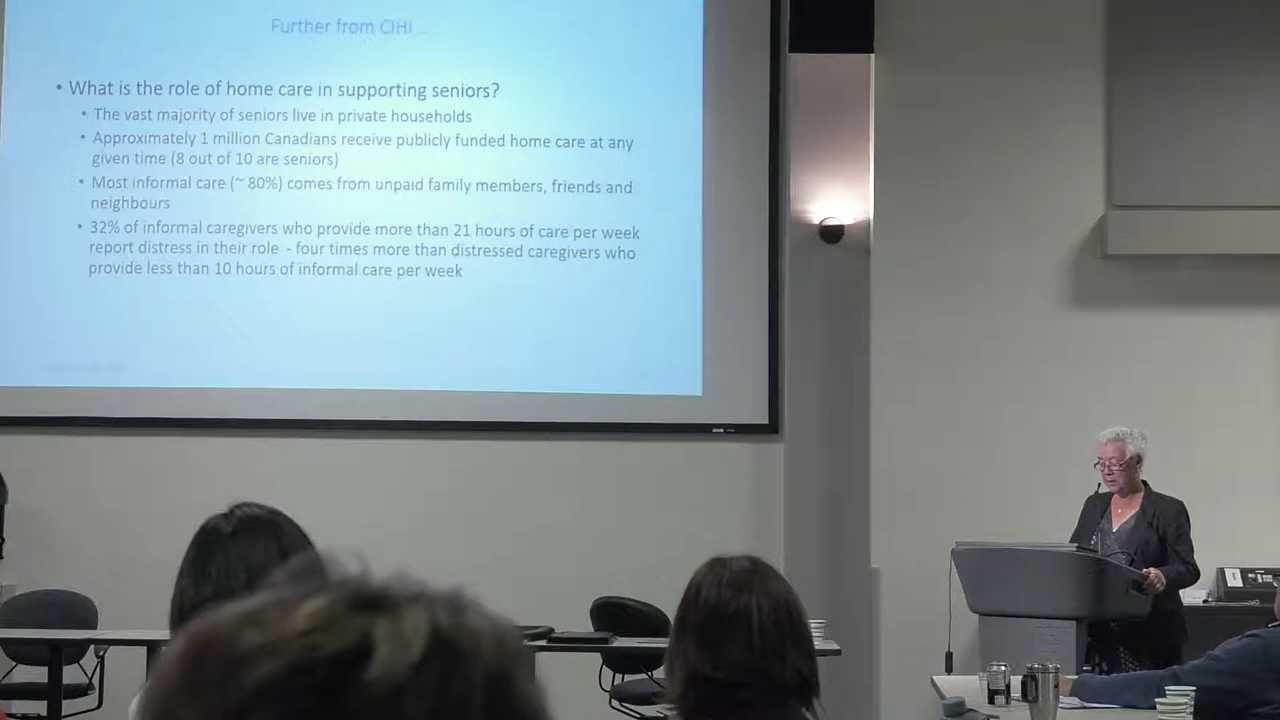 Further from CIHI ...
• What is the role of home care in supporting seniors?
• The vast majority of seniors live in private households
• Approximately 1 million Canadians receive publicly funded home care at any
given time (8 out of 10 are seniors)
• Most informal care (~ 80%) comes from unpaid family members, friends and
neighbours
• 32% of informal caregivers who provide more than 21 hours of care per week
report distress in their role - four times more than distressed caregivers who
provide less than 10 hours of informal care per week